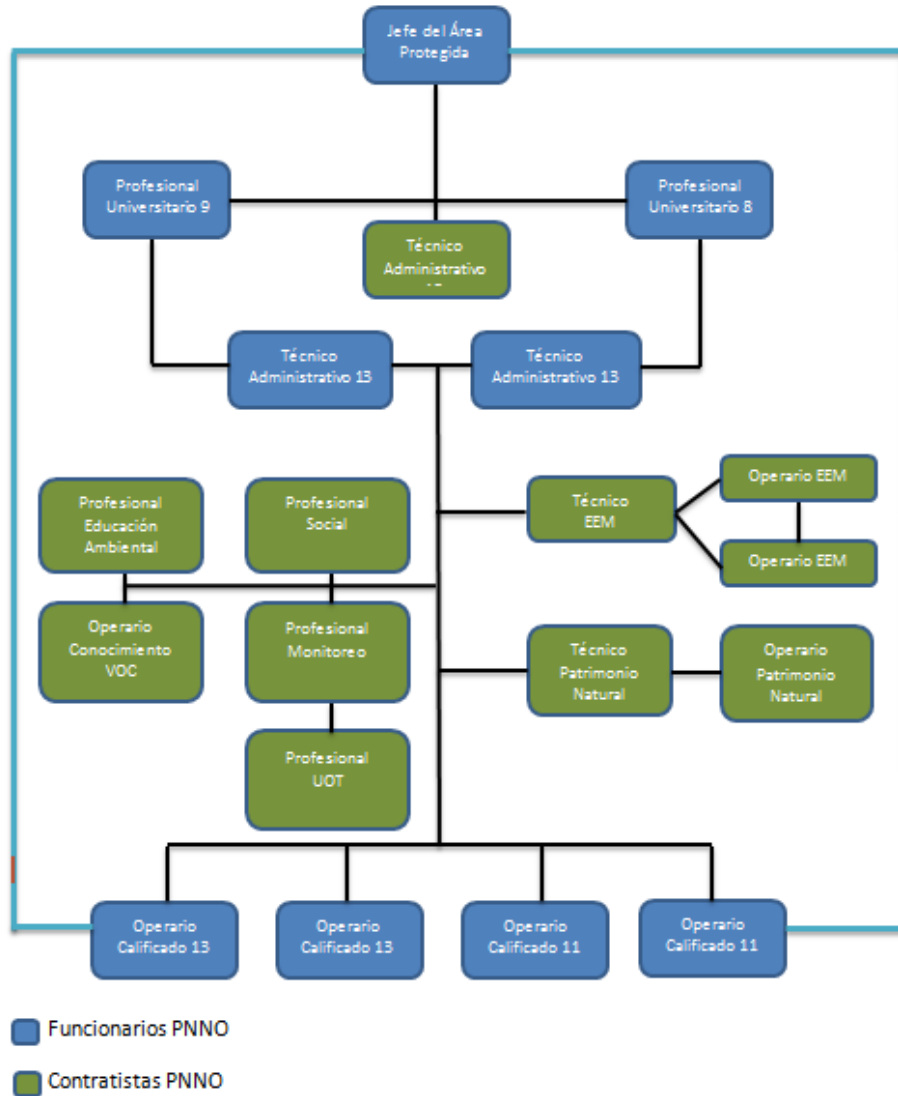 Jefe del Área
Protegida
Profesional
Universitario 9
Profesional
Universitario 8
Técnico
Administrativo
Técnico
Administrativo 13
Técnico
Administrativo 13
Profesional
Educación
Ambiental
Profesional
Social
Técnico
EEM
Operario EEM
Operario EEM
Operario
Conocimiento
VOC
Profesional
Monitoreo
Técnico
Patrimonio
Natural
Operario
Patrimonio
Natural
Profesional
UOT
Operario
Calificado 13
Operario
Calificado 13
Operario
Calificado 11
Operario
Calificado 11
Funcionarios PNNO
Contratistas PNNO